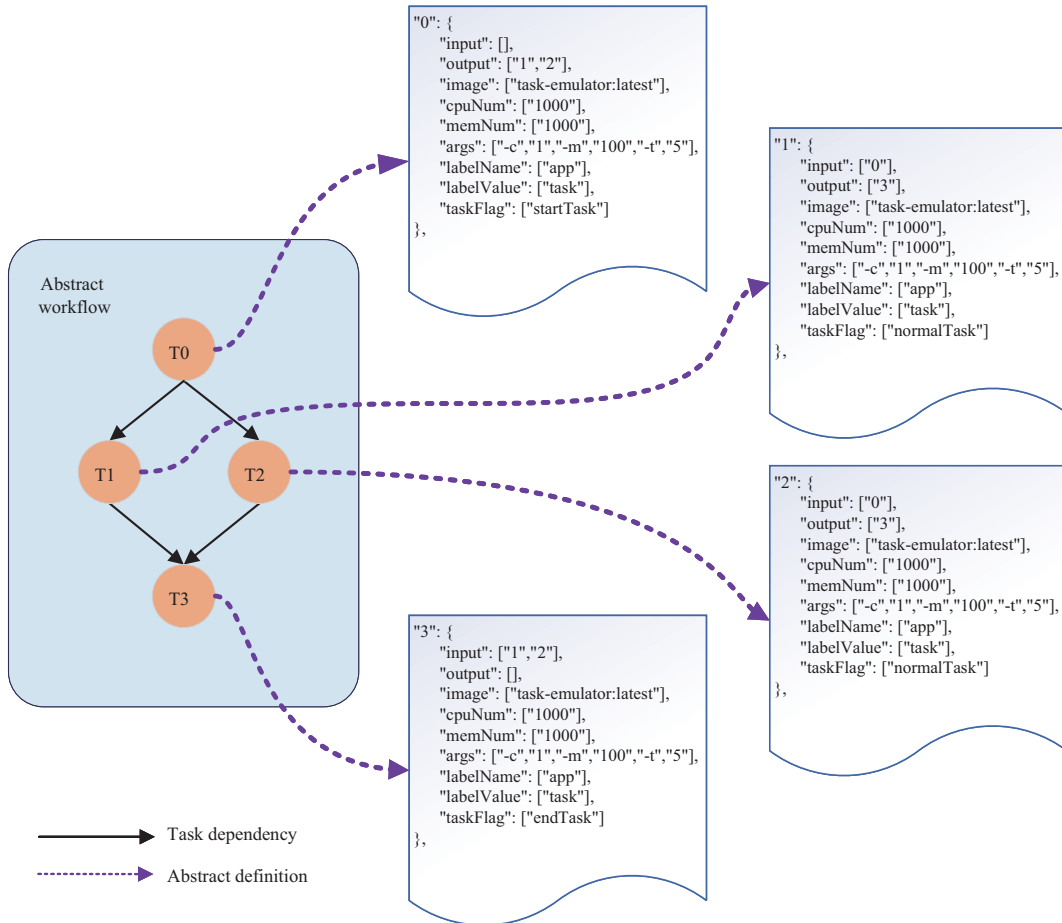 "0": {
"input": [],
"output": ["1","2"],
"image": ["task-emulator:latest"],
"cpuNum": ["1000"],
"memNum": ["1000"],
"args": ["-c","1","-m","100","-t","5"],
"labelName": ["app"],
"labelValue": ["task"],
"taskFlag": ["startTask"]
},
"1": {
"input": ["0"],
"output": ["3"],
"image": ["task-emulator:latest"],
"cpuNum": ["1000"],
"memNum": ["1000"],
"args": ["-c","1","-m","100","-t","5"],
"labelName": ["app"],
"labelValue": ["task"],
"taskFlag": ["normalTask"]
},
Abstract
workflow
T0
T1
T2
T3
"2": {
"input": ["0"],
"output": ["3"],
"image": ["task-emulator:latest"],
"cpuNum": ["1000"],
"memNum": ["1000"],
"args": ["-c","1","-m","100","-t","5"],
"labelName": ["app"],
"labelValue": ["task"],
"taskFlag": ["normalTask"]
},
"3": {
"input": ["1","2"],
"output": [],
"image": ["task-emulator:latest"],
"cpuNum": ["1000"],
"memNum": ["1000"],
"args": ["-c","1","-m","100","-t","5"],
"labelName": ["app"],
"labelValue": ["task"],
"taskFlag": ["endTask"]
},
Task dependency
Abstract definition